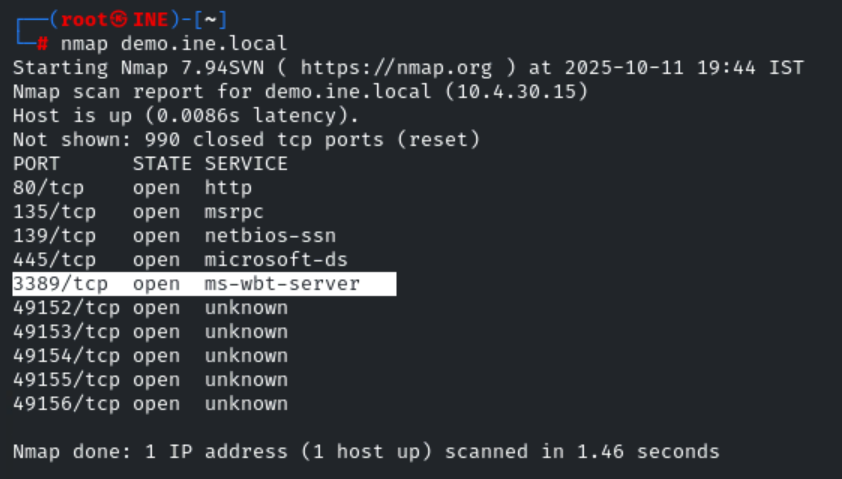 ┌──(root㉿INE)-[~]
└─# nmap demo.ine.local
Starting Nmap 7.94SVN ( https://nmap.org ) at 2025-10-11 19:44 IST
Nmap scan report for demo.ine.local (10.4.30.15)
Host is up (0.0086s latency).
Not shown: 990 closed tcp ports (reset)
PORT      STATE SERVICE
80/tcp    open  http
135/tcp   open  msrpc
139/tcp   open  netbios-ssn
445/tcp   open  microsoft-ds
3389/tcp  open  ms-wbt-server
49152/tcp open  unknown
49153/tcp open  unknown
49154/tcp open  unknown
49155/tcp open  unknown
49156/tcp open  unknown

Nmap done: 1 IP address (1 host up) scanned in 1.46 seconds